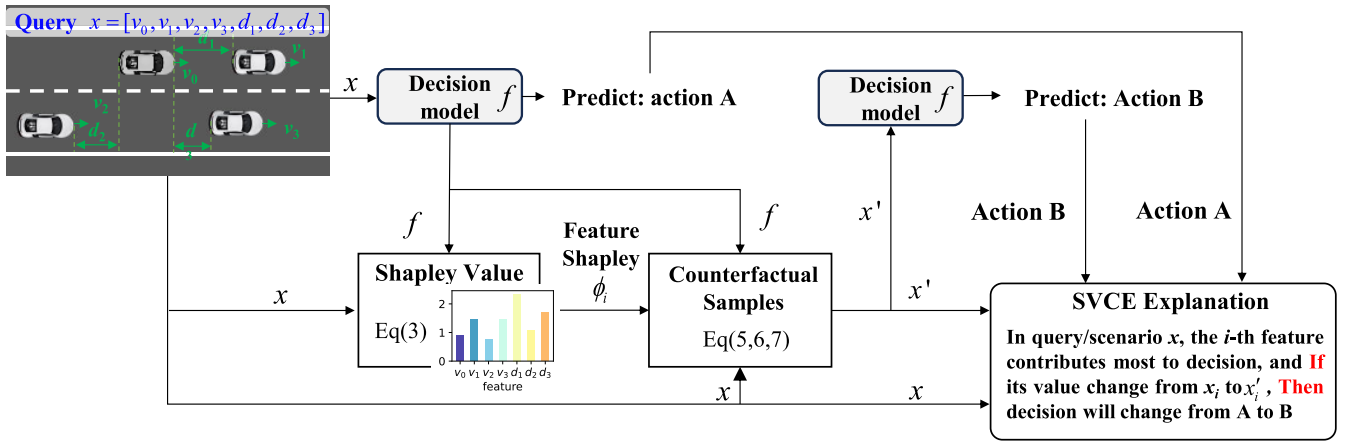 Query x = [v₀, v₁, v₂, v₃, d₁, d₂, d₃]
d₁
v₁
v₀
v₂
d₂
d
3
v₃
x
Decision
model f
Predict: action A
Decision
model f
Predict: Action B
f
f
x'
Action B
Action A
x
Shapley Value
Eq(3)
2
1
0
v₀ v₁ v₂ v₃ d₁ d₂ d₃
feature
Feature
Shapley
ϕᵢ
Counterfactual
Samples
Eq(5,6,7)
x'
x
x
SVCE Explanation
In query/scenario x, the i-th feature
contributes most to decision, and If
its value change from xᵢ to x′ᵢ , Then
decision will change from A to B